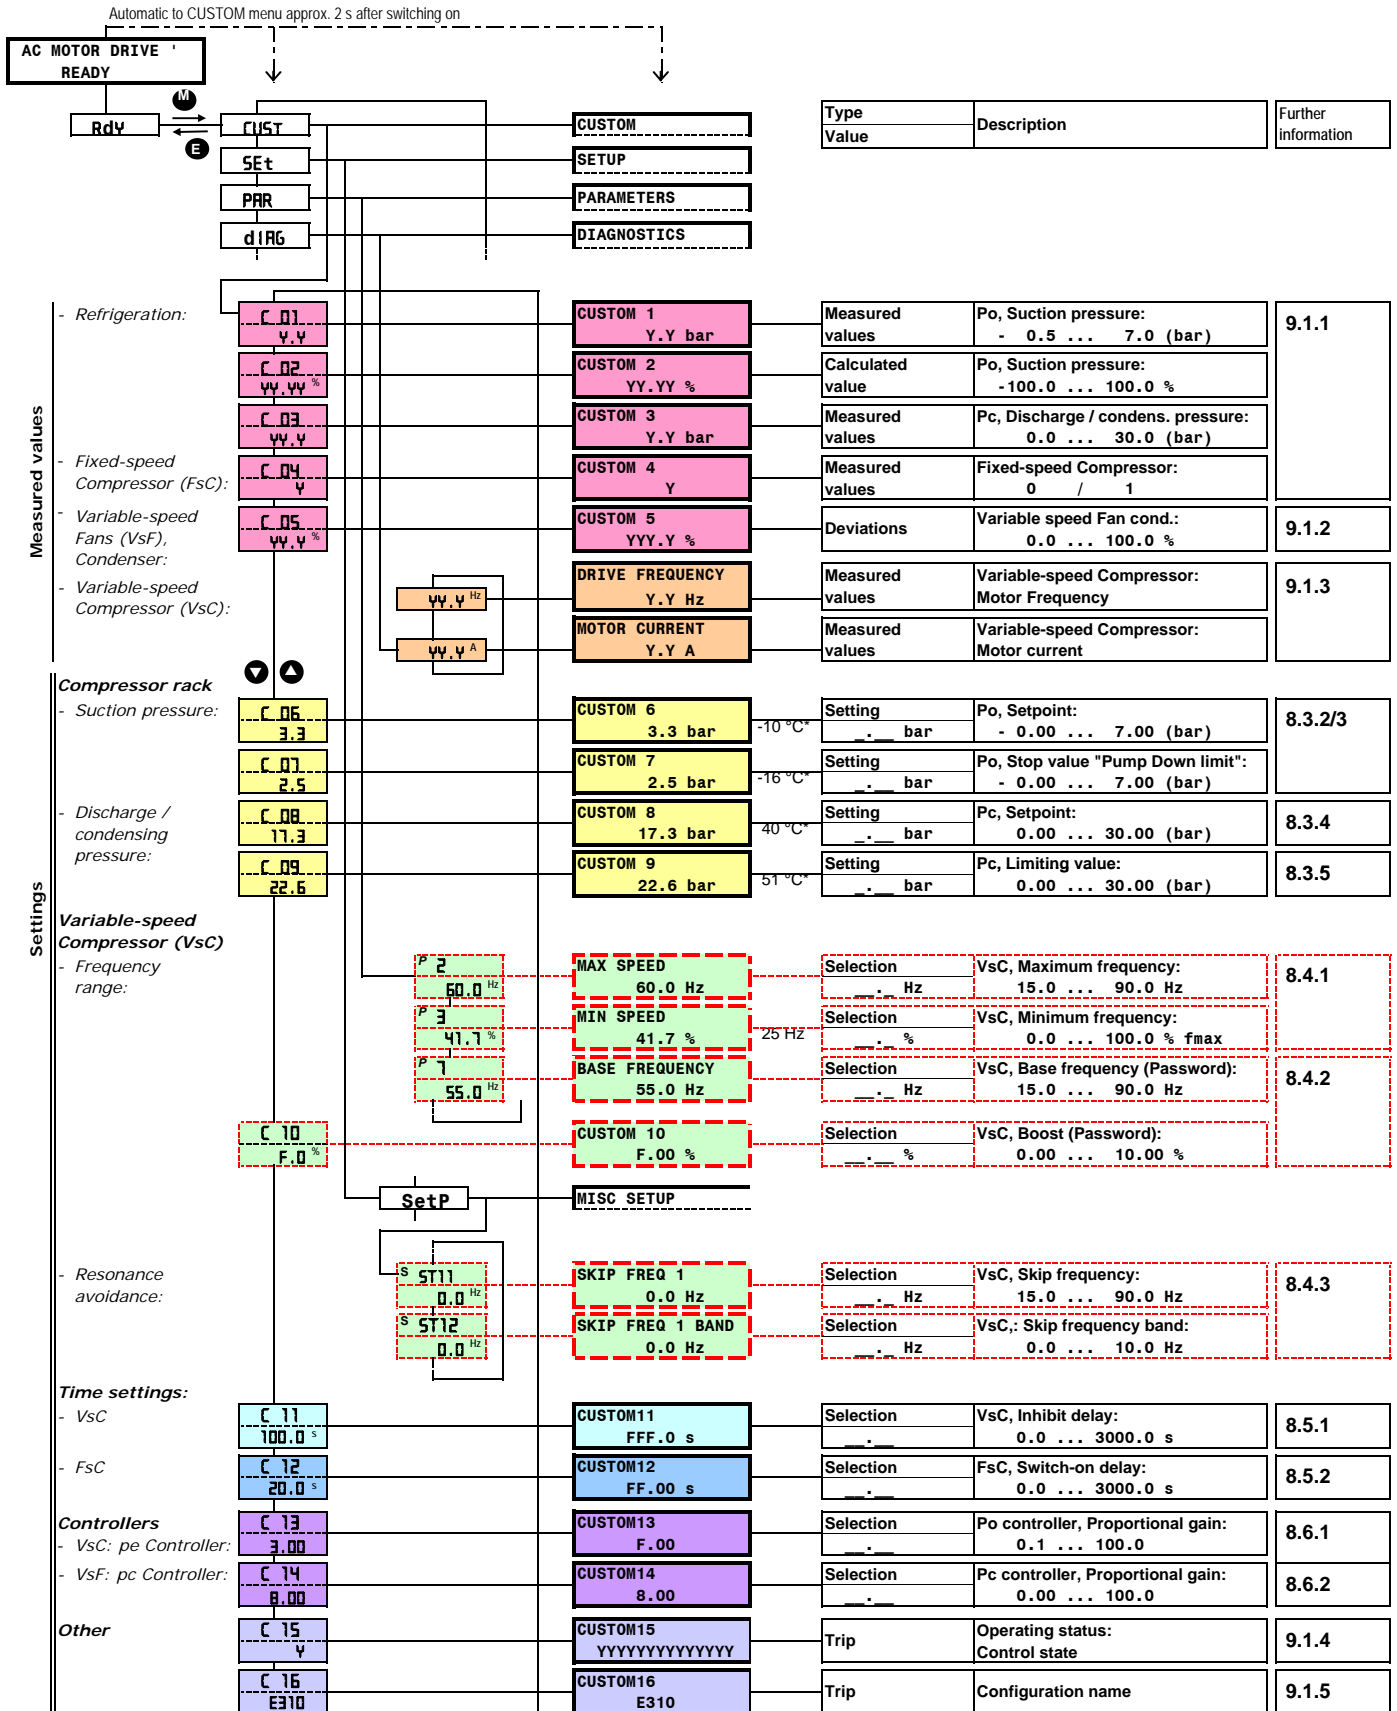 Automatic to CUSTOM menu approx. 2 s after switching on
AC MOTOR DRIVE '
READY
M
E
RdY
CUST
SEt
PAR
dIAG
CUSTOM
SETUP
PARAMETERS
DIAGNOSTICS
Type
Value
Description
Further
information
Measured values
- Refrigeration:
C 01
Y.Y
CUSTOM 1
Y.Y bar
Measured
values
Po, Suction pressure:
- 0.5 ... 7.0 (bar)
9.1.1
C 02
YY.YY %
CUSTOM 2
YY.YY %
Calculated
value
Po, Suction pressure:
-100.0 ... 100.0 %
C 03
YY.Y
CUSTOM 3
Y.Y bar
Measured
values
Pc, Discharge / condens. pressure:
0.0 ... 30.0 (bar)
- Fixed-speed
Compressor (FsC):
C 04
Y
CUSTOM 4
Y
Measured
values
Fixed-speed Compressor:
0 / 1
- Variable-speed
Fans (VsF),
Condenser:
C 05
YY.Y %
CUSTOM 5
YYY.Y %
Deviations
Variable speed Fan cond.:
0.0 ... 100.0 %
9.1.2
- Variable-speed
Compressor (VsC):
YY.Y Hz
DRIVE FREQUENCY
Y.Y Hz
Measured
values
Variable-speed Compressor:
Motor Frequency
9.1.3
YY.Y A
MOTOR CURRENT
Y.Y A
Measured
values
Variable-speed Compressor:
Motor current
Settings
Compressor rack
- Suction pressure:
C 06
3.3
CUSTOM 6
3.3 bar
-10 °C*
Setting
_.__ bar
Po, Setpoint:
- 0.00 ... 7.00 (bar)
8.3.2/3
C 07
2.5
CUSTOM 7
2.5 bar
-16 °C*
Setting
_.__ bar
Po, Stop value "Pump Down limit":
- 0.00 ... 7.00 (bar)
- Discharge /
condensing
pressure:
C 08
17.3
CUSTOM 8
17.3 bar
40 °C*
Setting
_.__ bar
Pc, Setpoint:
0.00 ... 30.00 (bar)
8.3.4
C 09
22.6
CUSTOM 9
22.6 bar
51 °C*
Setting
_.__ bar
Pc, Limiting value:
0.00 ... 30.00 (bar)
8.3.5
Variable-speed
Compressor (VsC)
- Frequency
range:
P 2
60.0 Hz
MAX SPEED
60.0 Hz
Selection
__._ Hz
VsC, Maximum frequency:
15.0 ... 90.0 Hz
8.4.1
P 3
41.7 %
MIN SPEED
41.7 %
25 Hz
Selection
__._ %
VsC, Minimum frequency:
0.0 ... 100.0 % fmax
P 7
55.0 Hz
BASE FREQUENCY
55.0 Hz
Selection
__._ Hz
VsC, Base frequency (Password):
15.0 ... 90.0 Hz
8.4.2
C 10
F.0 %
CUSTOM 10
F.00 %
Selection
__.__ %
VsC, Boost (Password):
0.00 ... 10.00 %
SetP
MISC SETUP
- Resonance
avoidance:
S ST11
0.0 Hz
SKIP FREQ 1
0.0 Hz
Selection
__._ Hz
VsC, Skip frequency:
15.0 ... 90.0 Hz
8.4.3
S ST12
0.0 Hz
SKIP FREQ 1 BAND
0.0 Hz
Selection
__._ Hz
VsC,: Skip frequency band:
0.0 ... 10.0 Hz
Time settings:
- VsC
C 11
100.0 s
CUSTOM11
FFF.0 s
Selection
__.__
VsC, Inhibit delay:
0.0 ... 3000.0 s
8.5.1
- FsC
C 12
20.0 s
CUSTOM12
FF.00 s
Selection
__.__
FsC, Switch-on delay:
0.0 ... 3000.0 s
8.5.2
Controllers
- VsC: pe Controller:
C 13
3.00
CUSTOM13
F.00
Selection
__.__
Po controller, Proportional gain:
0.1 ... 100.0
8.6.1
- VsF: pc Controller:
C 14
8.00
CUSTOM14
8.00
Selection
__.__
Pc controller, Proportional gain:
0.00 ... 100.0
8.6.2
Other
C 15
Y
CUSTOM15
YYYYYYYYYYYYYY
Trip
Operating status:
Control state
9.1.4
C 16
E310
CUSTOM16
E310
Trip
Configuration name
9.1.5